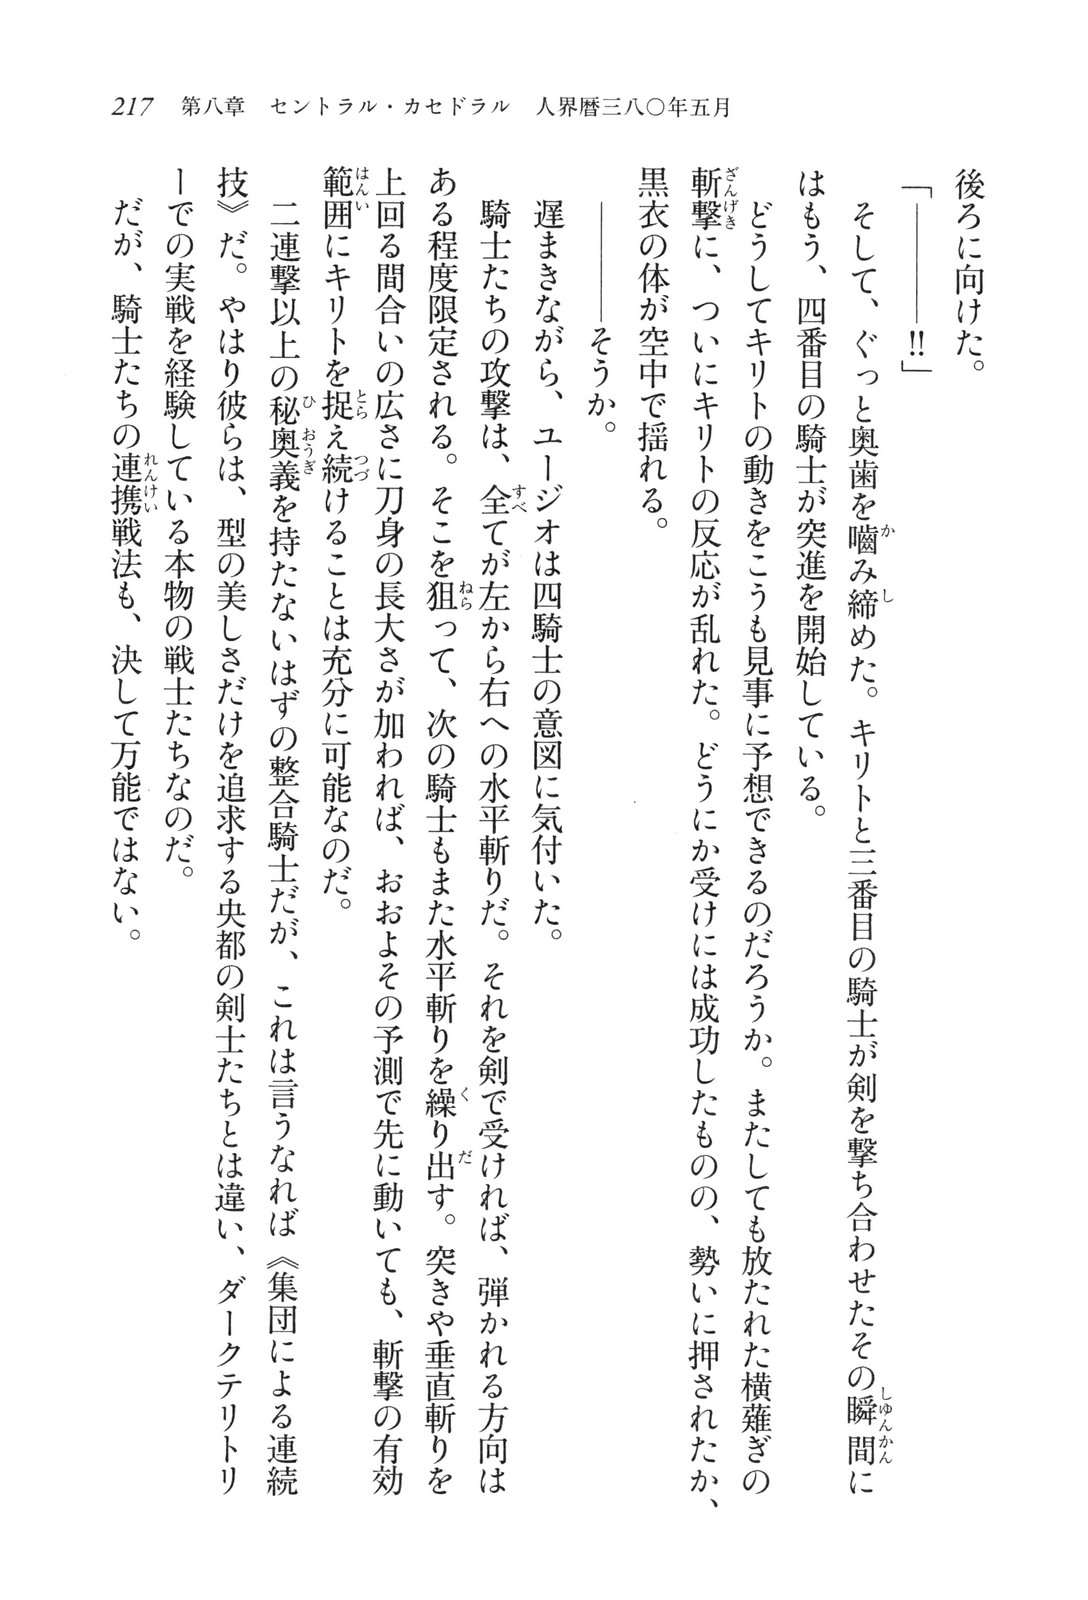 217 第八章 セントラル・カセドラル 人界暦三八〇年五月
後ろに向けた。
「――――!!」
そして、ぐっと奥歯を嚙み締めた。キリトと三番目の騎士が剣を撃ち合わせたその瞬間に
はもう、四番目の騎士が突進を開始している。
どうしてキリトの動きをこうも見事に予想できるのだろうか。またしても放たれた横薙ぎの
斬撃に、ついにキリトの反応が乱れた。どうにか受けには成功したものの、勢いに押されたか、
黒衣の体が空中で揺れる。
――――そうか。
遅まきながら、ユージオは四騎士の意図に気付いた。
騎士たちの攻撃は、全てが左から右への水平斬りだ。それを剣で受ければ、弾かれる方向は
ある程度限定される。そこを狙って、次の騎士もまた水平斬りを繰り出す。突きや垂直斬りを
上回る間合いの広さに刀身の長大さが加われば、おおよその予測で先に動いても、斬撃の有効
範囲にキリトを捉え続けることは充分に可能なのだ。
二連撃以上の秘奥義を持たないはずの整合騎士だが、これは言うなれば《集団による連続
技》だ。やはり彼らは、型の美しさだけを追求する央都の剣士たちとは違い、ダークテリトリ
ーでの実戦を経験している本物の戦士たちなのだ。
だが、騎士たちの連携戦法も、決して万能ではない。